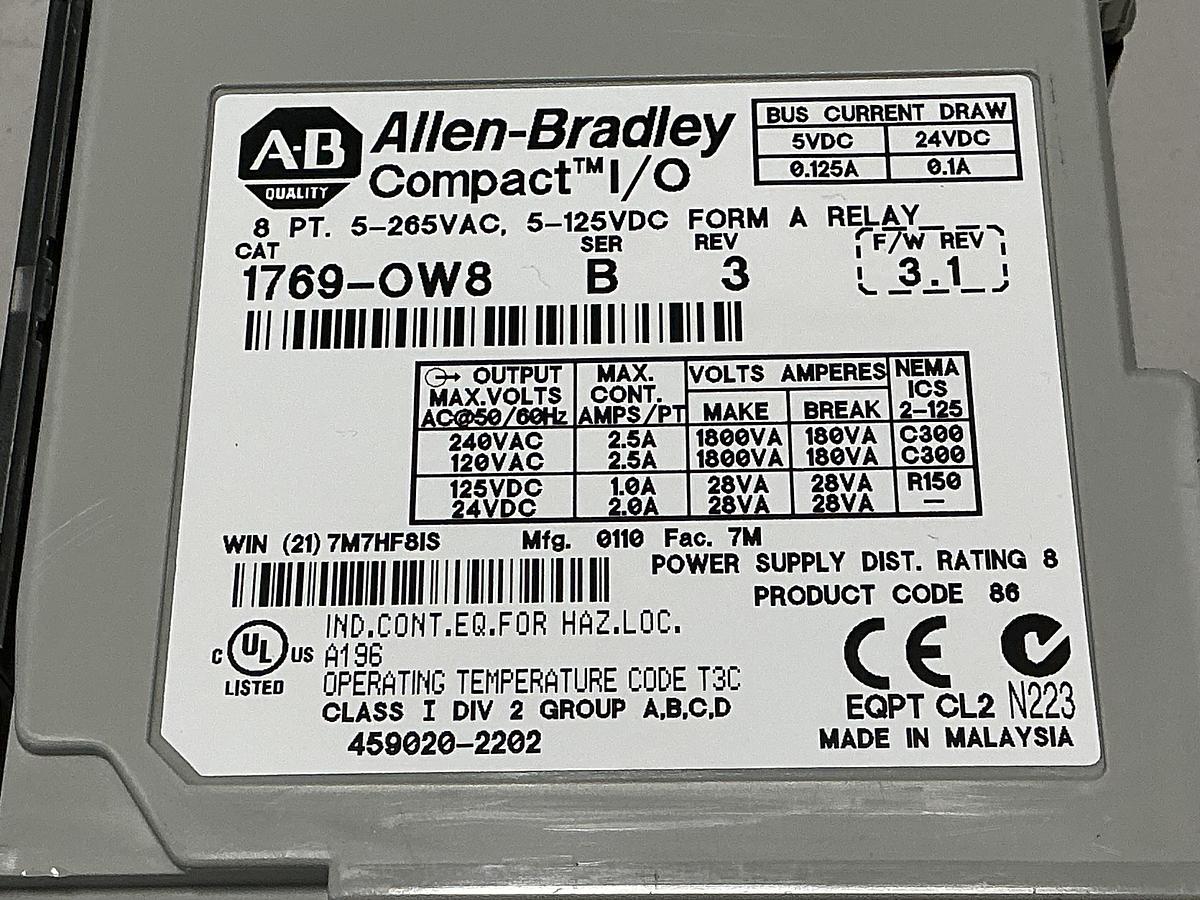 A-B
QUALITY
Allen-Bradley
Compact™ I/O
BUS CURRENT DRAW
5VDC 24VDC
0.125A 0.1A
8 PT. 5-265VAC, 5-125VDC FORM A RELAY
CAT SER REV F/W REV
1769-OW8 B 3 3.1
OUTPUT MAX. VOLTS AMPERES NEMA
MAX.VOLTS CONT. ICS
AC@50/60Hz AMPS/PT MAKE BREAK 2-125
240VAC 2.5A 1800VA 180VA C300
120VAC 2.5A 1800VA 180VA C300
125VDC 1.0A 28VA 28VA R150
24VDC 2.0A 28VA 28VA —
WIN (21) 7M7HF8IS Mfg. 0110 Fac. 7M
POWER SUPPLY DIST. RATING 8
PRODUCT CODE 86
IND.CONT.EQ.FOR HAZ.LOC.
C UL US A196
LISTED
OPERATING TEMPERATURE CODE T3C
CLASS I DIV 2 GROUP A,B,C,D
459020-2202
CE
EQPT CL2 N223
MADE IN MALAYSIA